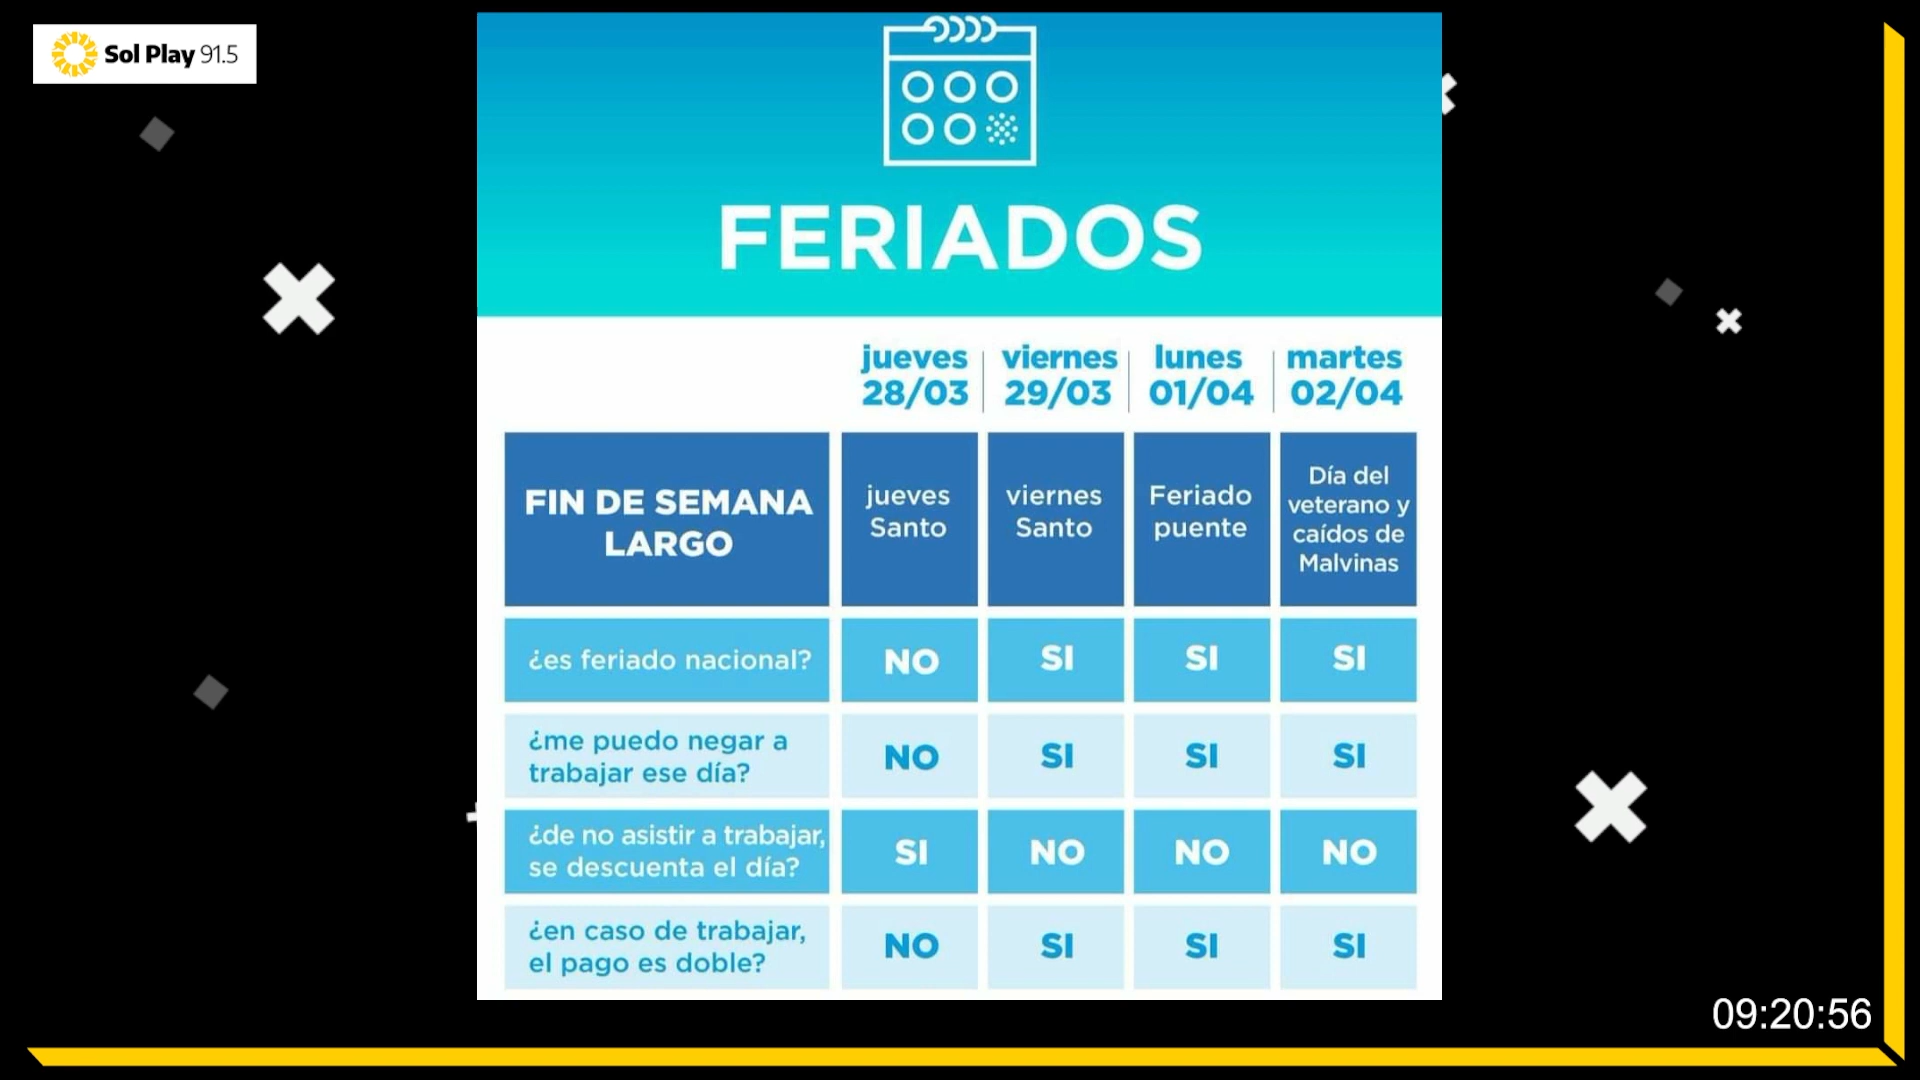 Sol Play 91.5
FERIADOS
jueves viernes lunes martes
28/03 29/03 01/04 02/04
FIN DE SEMANA
LARGO
jueves
Santo
viernes
Santo
Feriado
puente
Día del
veterano y
caídos de
Malvinas
¿es feriado nacional? NO SI SI SI
¿me puedo negar a
trabajar ese día? NO SI SI SI
¿de no asistir a trabajar,
se descuenta el día? SI NO NO NO
¿en caso de trabajar,
el pago es doble? NO SI SI SI
09:20:56